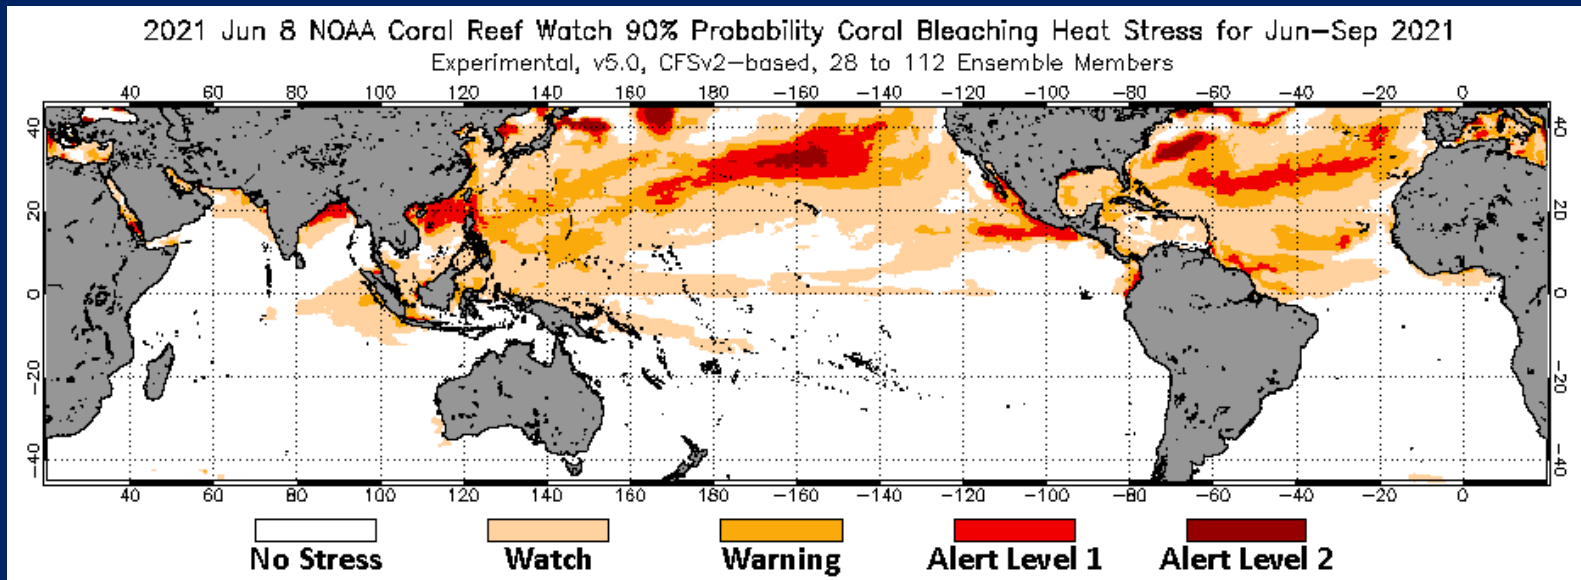 2021 Jun 8 NOAA Coral Reef Watch 90% Probability Coral Bleaching Heat Stress for Jun-Sep 2021
Experimental, v5.0, CFSv2-based, 28 to 112 Ensemble Members
40 60 80 100 120 140 160 180 -160 -140 -120 -100 -80 -60 -40 -20 0
40 40
20 20
0 0
-20 -20
-40 -40
40 60 80 100 120 140 160 180 -160 -140 -120 -100 -80 -60 -40 -20 0
No Stress Watch Warning Alert Level 1 Alert Level 2